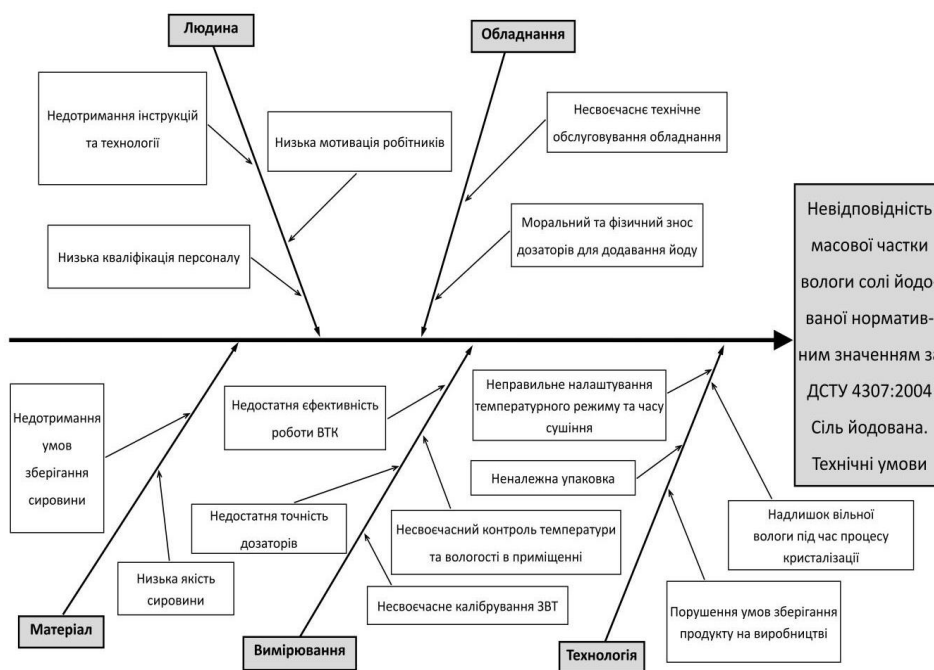 Людина
Обладнання
Недотримання інструкцій
та технології
Низька мотивація робітників
Несвоєчаснє технічне
обслуговування обладнання
Низька кваліфікація персоналу
Моральний та фізичний знос
дозаторів для додавання йоду
Невідповідність
масової частки
вологи солі йодо
ваної норматив-
ним значенням за
ДСТУ 4307:2004
Сіль йодована.
Технічні умови
Недотримання
умов
зберігання
сировини
Недостатня єфективність
роботи ВТК
Неправильне налаштування
температурного режиму та часу
сушіння
Неналежна упаковка
Недостатня точність
дозаторів
Несвоєчасний контроль температури
та вологості в приміщенні
Надлишок вільної
вологи під час процесу
кристалізації
Низька якість
сировини
Несвоєчасне калібрування ЗВТ
Порушення умов зберігання
продукту на виробництві
Матеріал
Вимірювання
Технологія